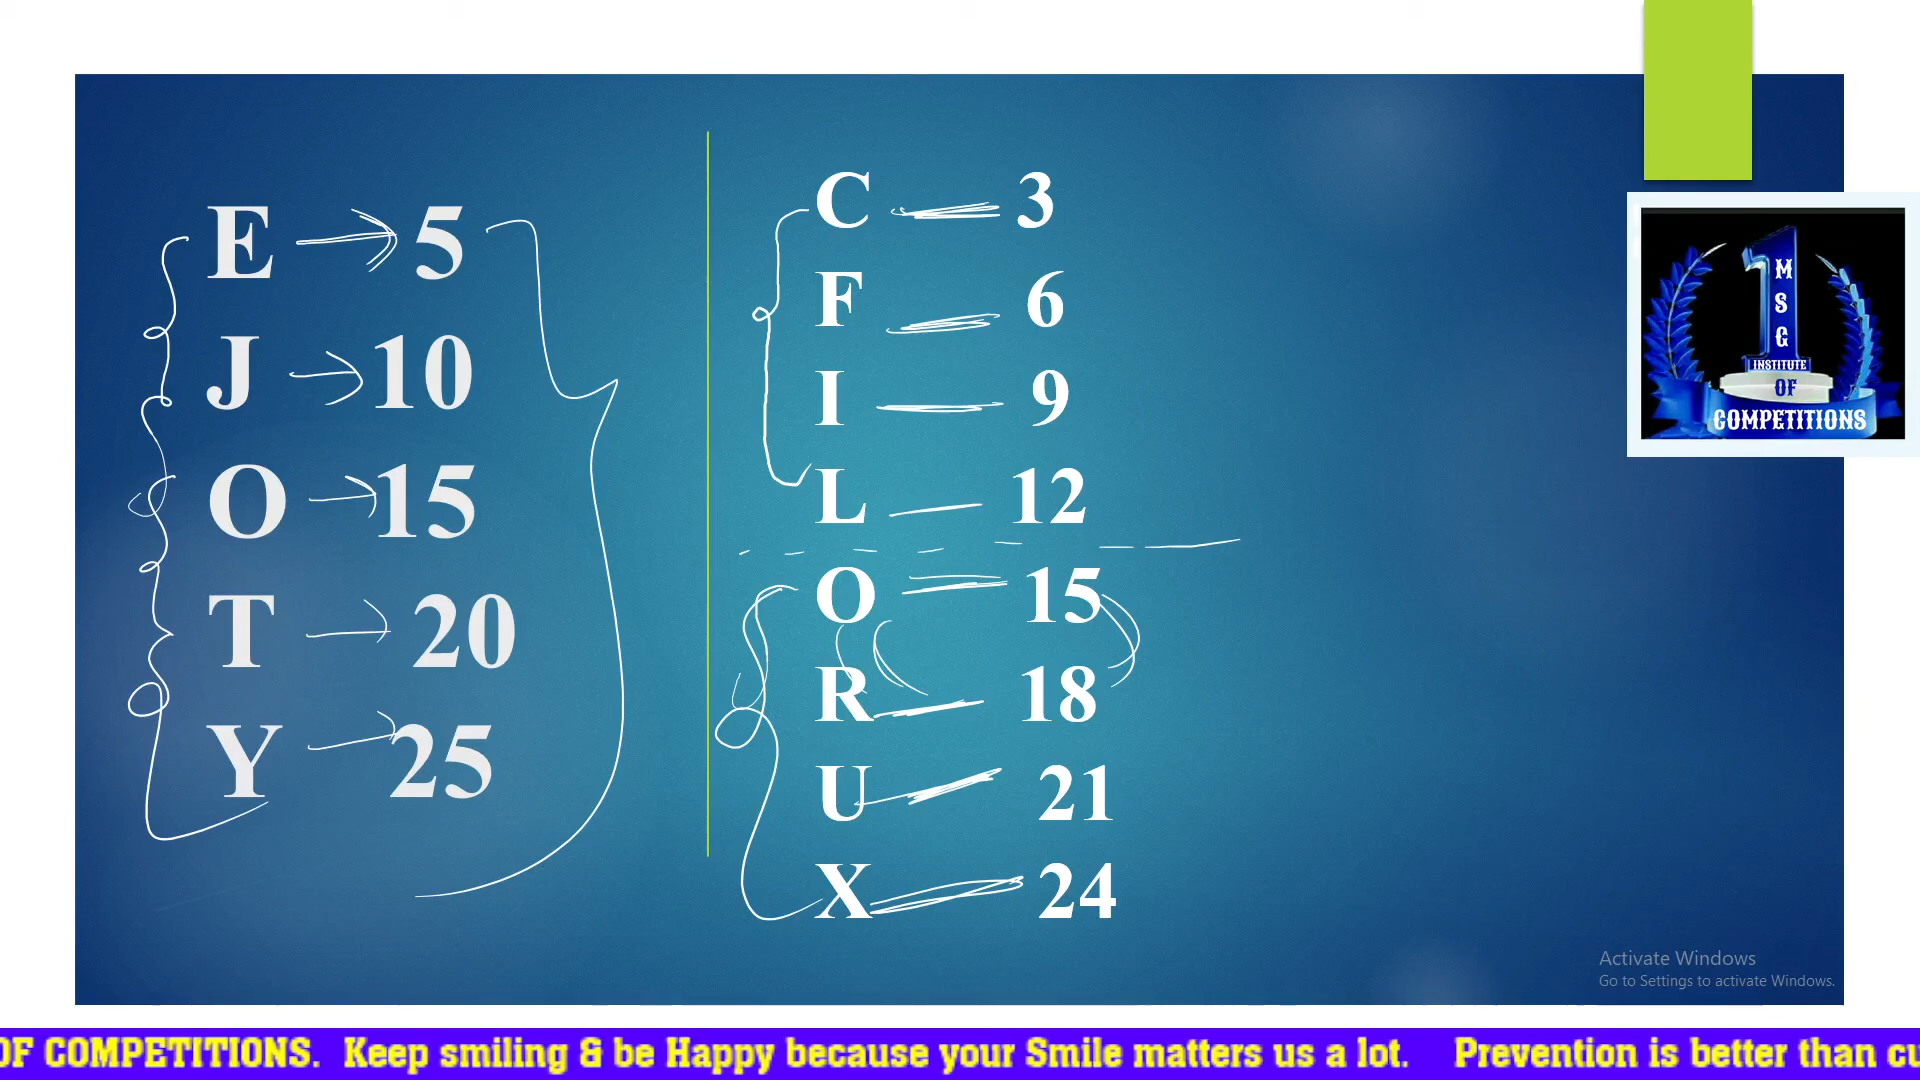 E 5
J 10
O 15
T 20
Y 25
C 3
F 6
I 9
L 12
O 15
R 18
U 21
X 24
M
S
G
INSTITUTE
OF
COMPETITIONS
Activate Windows
Go to Settings to activate Windows.
OF COMPETITIONS. Keep smiling & be Happy because your Smile matters us a lot. Prevention is better than cu